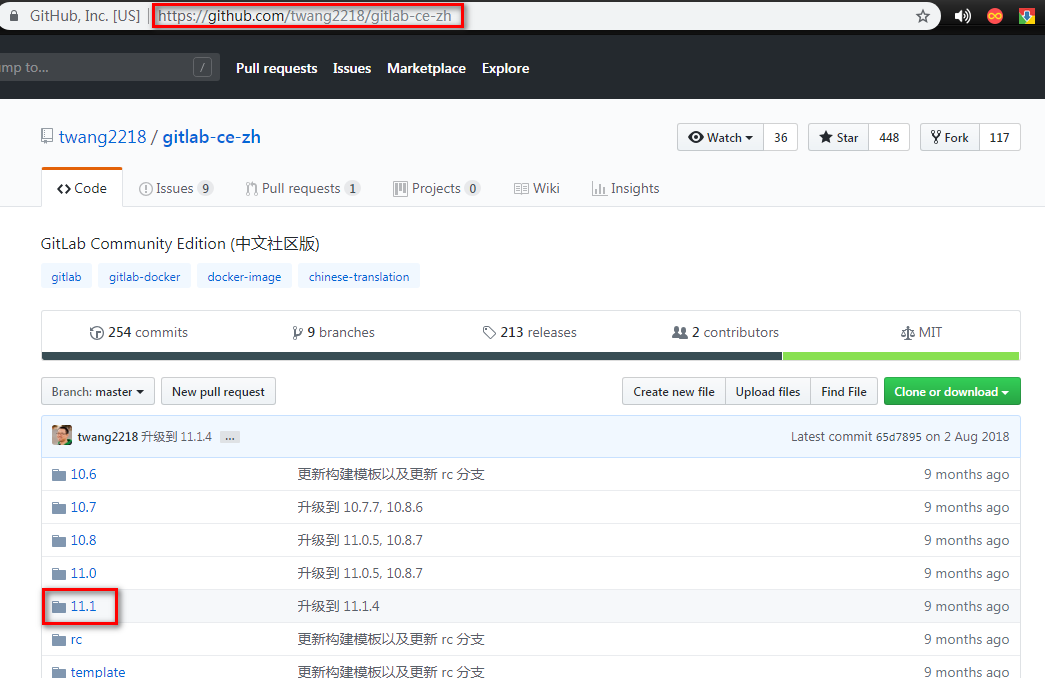 GitHub, Inc. [US] https://github.com/twang2218/gitlab-ce-zh
mp to... / Pull requests Issues Marketplace Explore
twang2218 / gitlab-ce-zh Watch 36 Star 448 Fork 117
Code Issues 9 Pull requests 1 Projects 0 Wiki Insights
GitLab Community Edition (中文社区版)
gitlab gitlab-docker docker-image chinese-translation
254 commits 9 branches 213 releases 2 contributors MIT
Branch: master New pull request Create new file Upload files Find File Clone or download
twang2218 升级到 11.1.4 ... Latest commit 65d7895 on 2 Aug 2018
10.6 更新构建模板以及更新 rc 分支 9 months ago
10.7 升级到 10.7.7, 10.8.6 9 months ago
10.8 升级到 11.0.5, 10.8.7 9 months ago
11.0 升级到 11.0.5, 10.8.7 9 months ago
11.1 升级到 11.1.4 9 months ago
rc 更新构建模板以及更新 rc 分支 9 months ago
template 更新构建模板以及更新 rc 分支 9 months ago